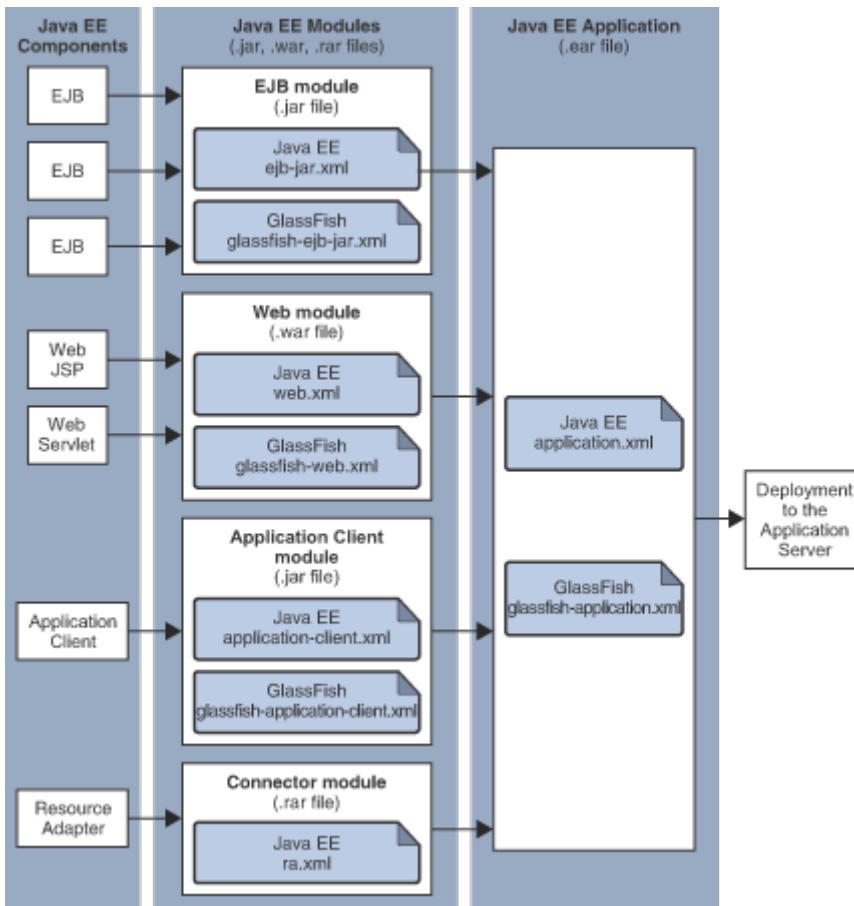 Java EE
Components
EJB
EJB
EJB
Web
JSP
Web
Servlet
Application
Client
Resource
Adapter
Java EE Modules
(.jar, .war, .rar files)
EJB module
(.jar file)
Java EE
ejb-jar.xml
GlassFish
glassfish-ejb-jar.xml
Web module
(.war file)
Java EE
web.xml
GlassFish
glassfish-web.xml
Application Client
module
(.jar file)
Java EE
application-client.xml
GlassFish
glassfish-application-client.xml
Connector module
(.rar file)
Java EE
ra.xml
Java EE Application
(.ear file)
Java EE
application.xml
GlassFish
glassfish-application.xml
Deployment
to the
Application
Server